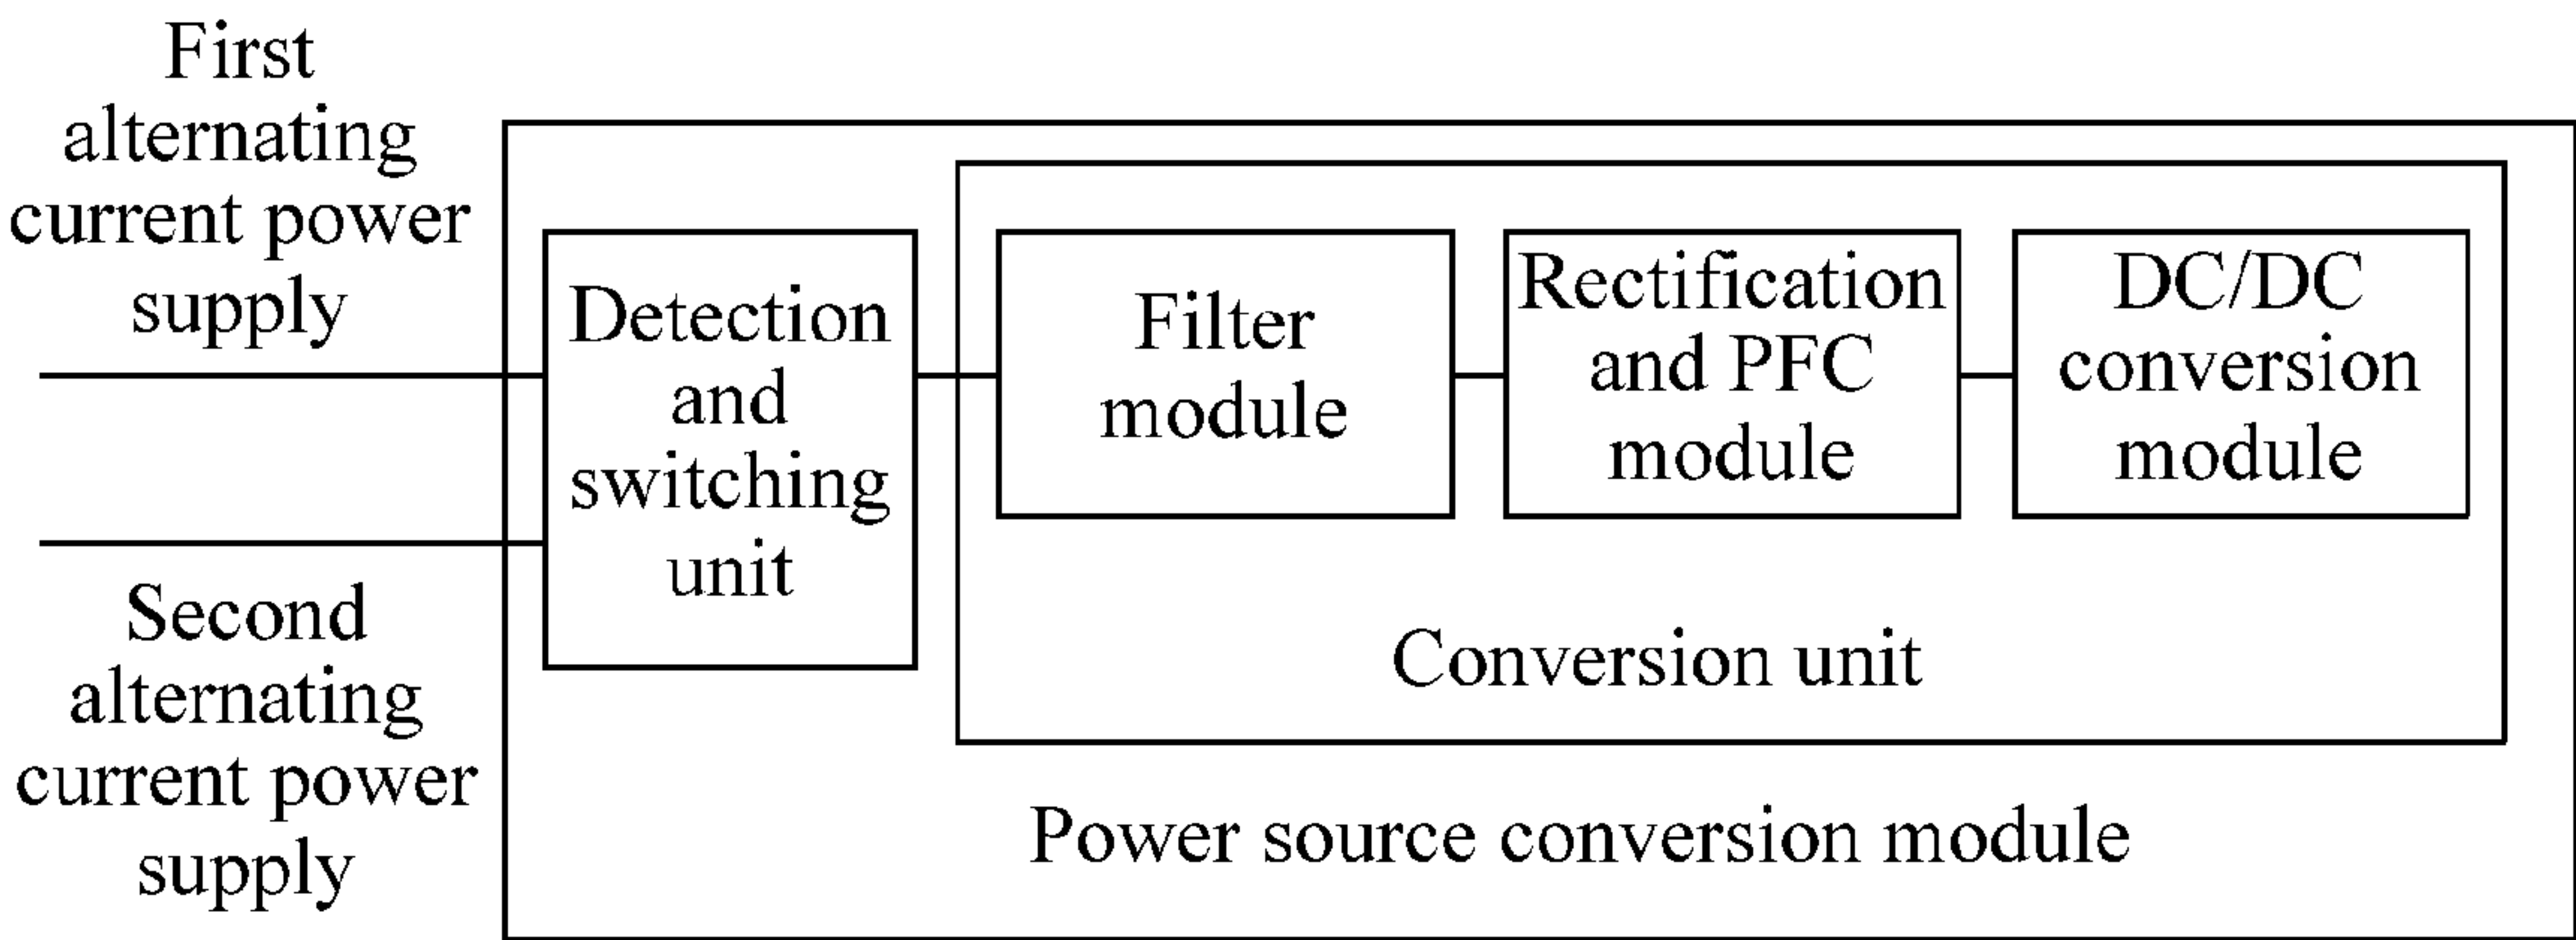 First
alternating
current power
supply
Second
alternating
current power
supply
Detection
and
switching
unit
Filter
module
Rectification
and PFC
module
DC/DC
conversion
module
Conversion unit
Power source conversion module